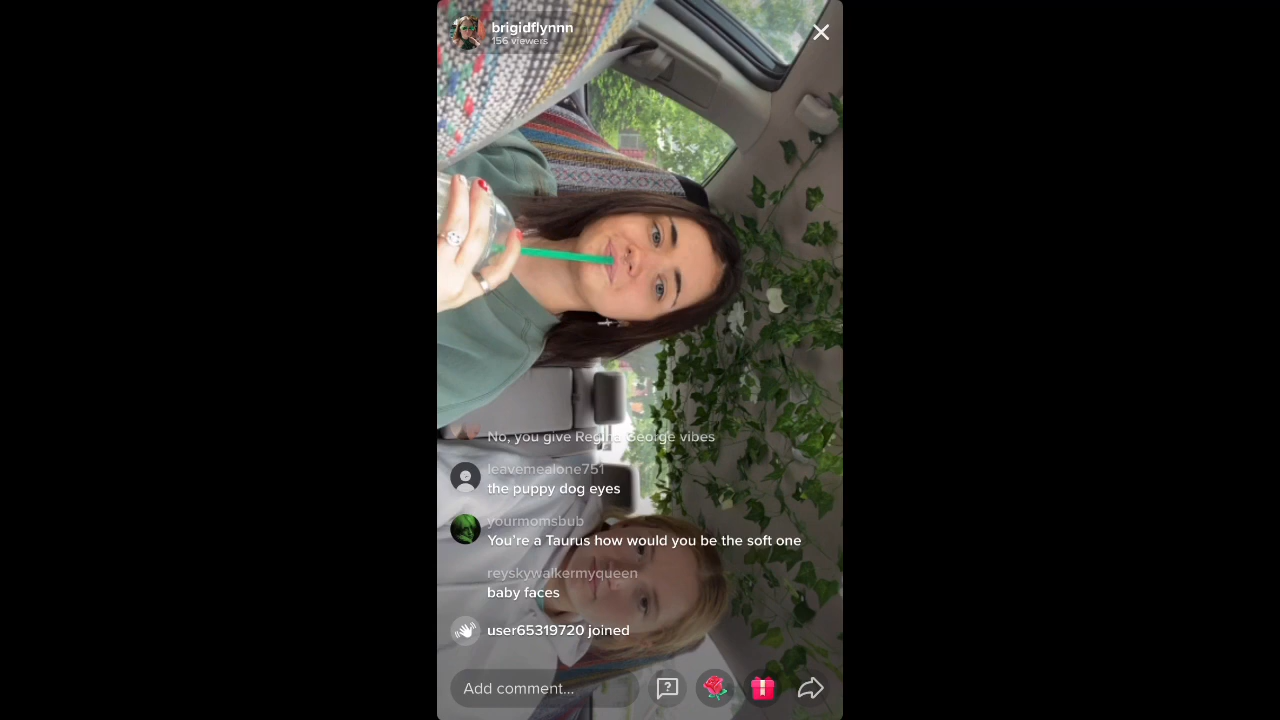 brigidflynnn
156 viewers
No, you give Regina George vibes
leavemealone751
the puppy dog eyes
yourmomsbub
You're a Taurus how would you be the soft one
reyskywalkermyqueen
baby faces
user65319720 joined
Add comment...
?